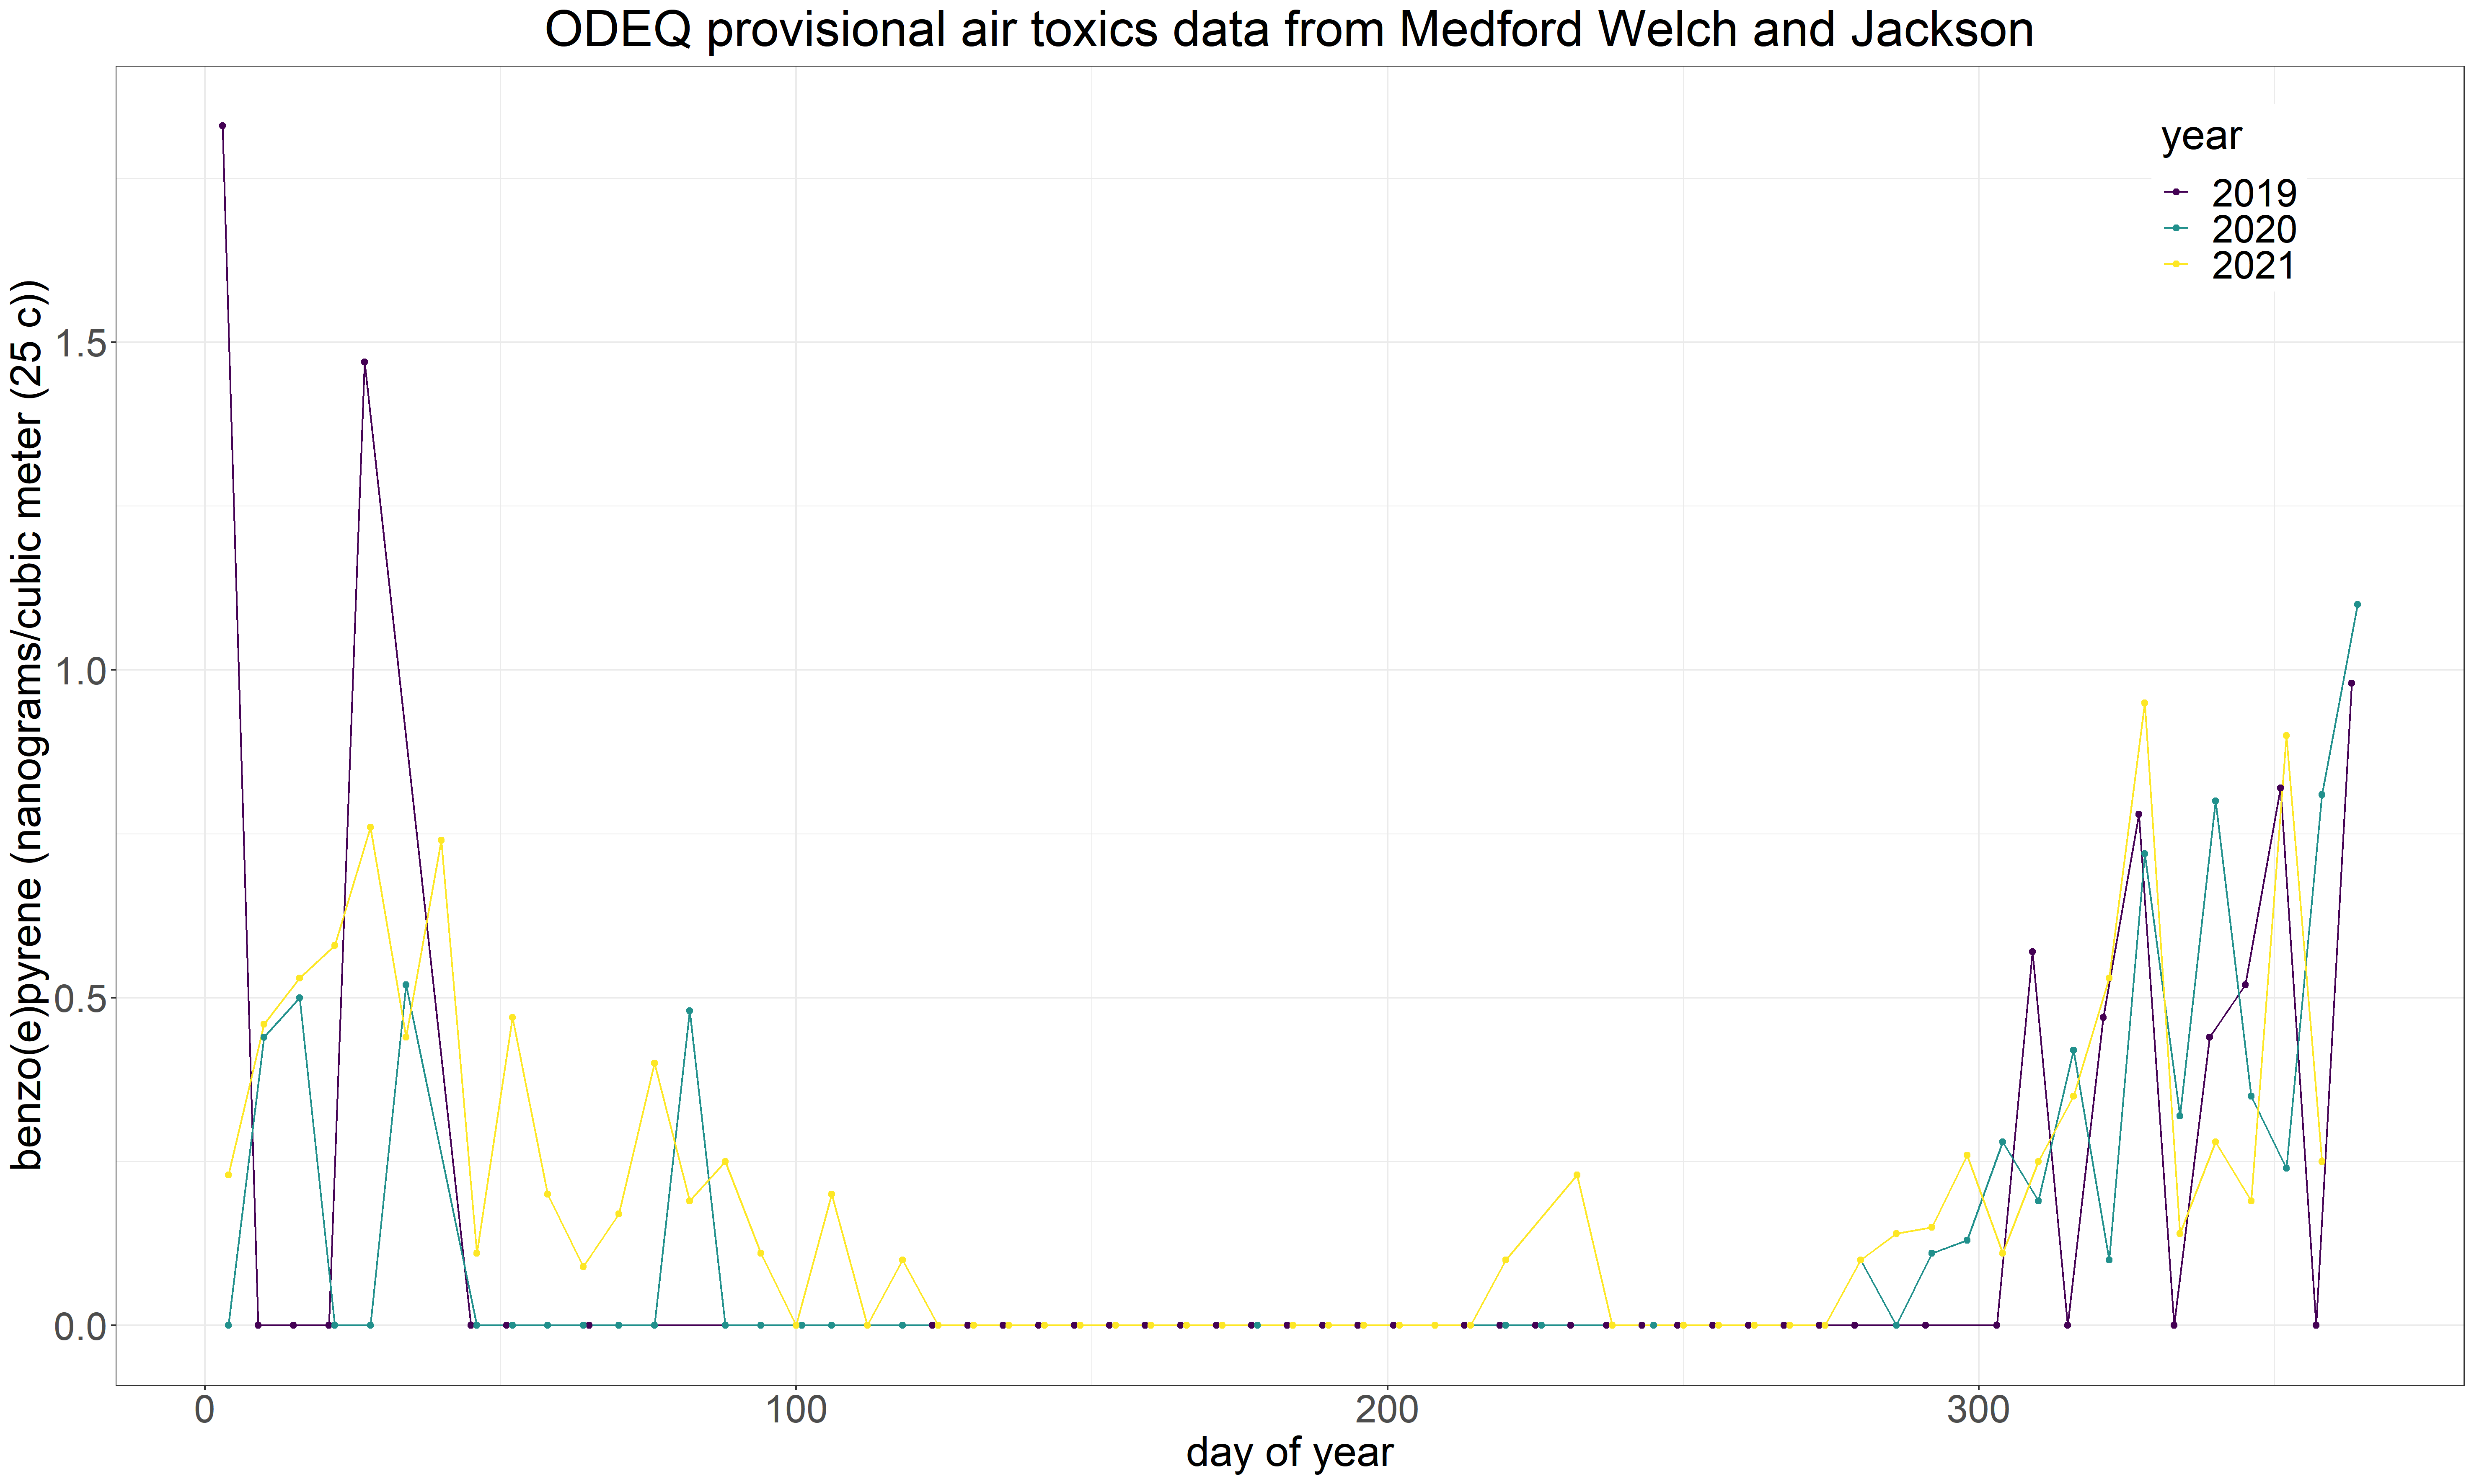 ODEQ provisional air toxics data from Medford Welch and Jackson
year
2019
2020
2021
benzo(e)pyrene (nanograms/cubic meter (25 c))
1.5
1.0
0.5
0.0
0
100
200
300
day of year